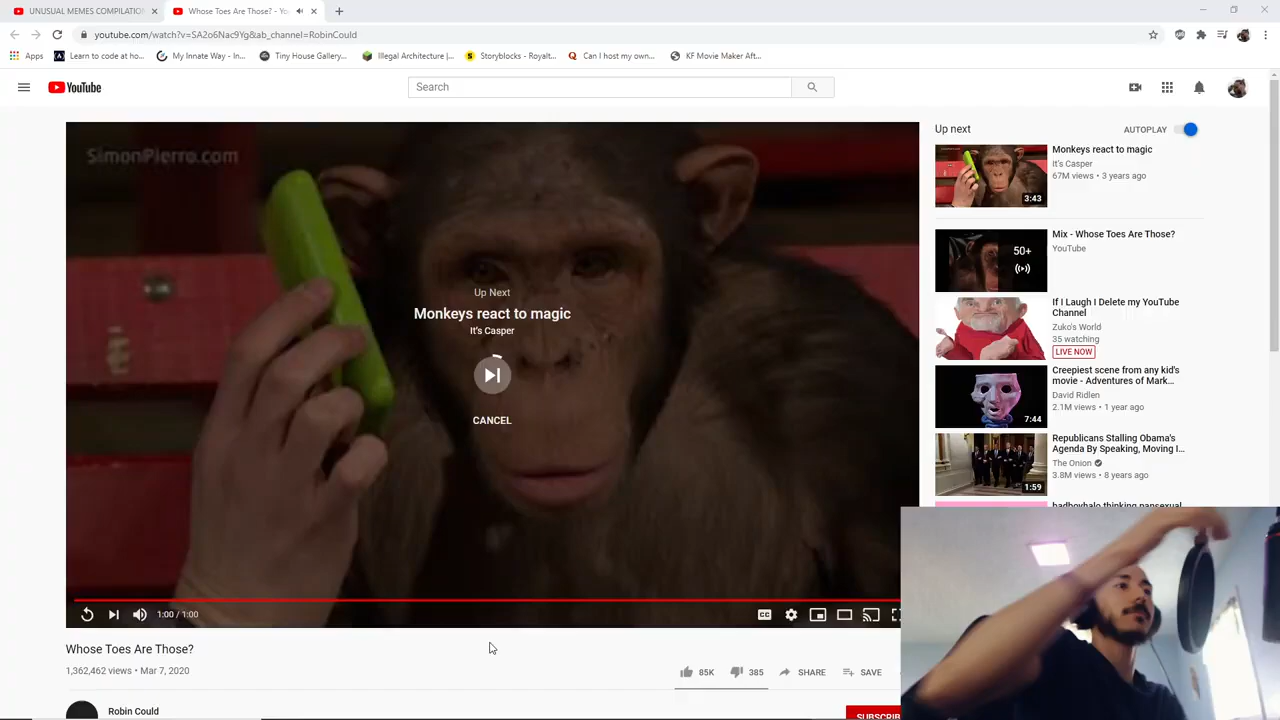 UNUSUAL MEMES COMPILATION
Whose Toes Are Those? - Yo
youtube.com/watch?v=SA2o6Nac9Yg&ab_channel=RobinCould
Apps
Learn to code at ho...
My Innate Way - In...
Tiny House Gallery...
Illegal Architecture |...
Storyblocks - Royalt...
Can I host my own...
KF Movie Maker Aft...
YouTube
Search
SimonPierro.com
Up Next
Monkeys react to magic
It's Casper
CANCEL
1:00 / 1:00
CC
Whose Toes Are Those?
1,362,462 views • Mar 7, 2020
85K
385
SHARE
SAVE
Robin Could
SUBSCRIB
Up next
AUTOPLAY
3:43
Monkeys react to magic
It's Casper
67M views • 3 years ago
50+
Mix - Whose Toes Are Those?
YouTube
If I Laugh I Delete my YouTube
Channel
Zuko's World
35 watching
LIVE NOW
7:44
Creepiest scene from any kid's
movie - Adventures of Mark...
David Ridlen
2.1M views • 1 year ago
1:59
Republicans Stalling Obama's
Agenda By Speaking, Moving I...
The Onion
3.8M views • 8 years ago
badboyhalo thinking pansexual